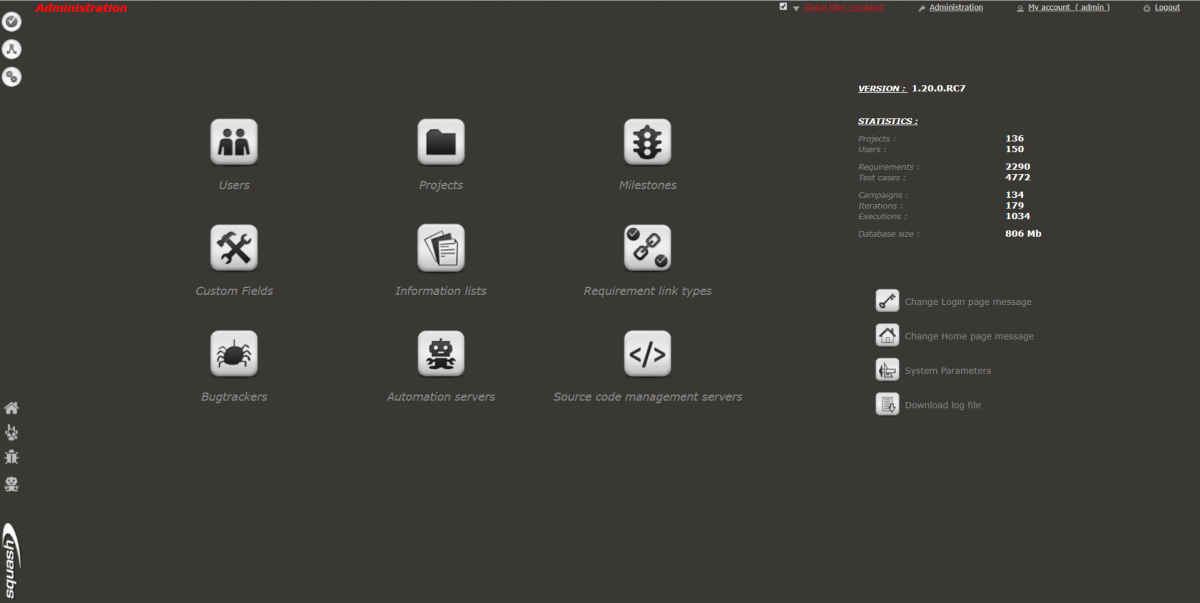 Administration
Global filter (enabled)
Administration
My account ( admin )
Logout
VERSION : 1.20.0.RC7
STATISTICS :
Projects : 136
Users : 150
Requirements : 2290
Test cases : 4772
Campaigns : 134
Iterations : 179
Executions : 1034
Database size : 806 Mb
Users
Projects
Milestones
Custom Fields
Information lists
Requirement link types
Bugtrackers
Automation servers
Source code management servers
Change Login page message
Change Home page message
System Parameters
Download log file
squash